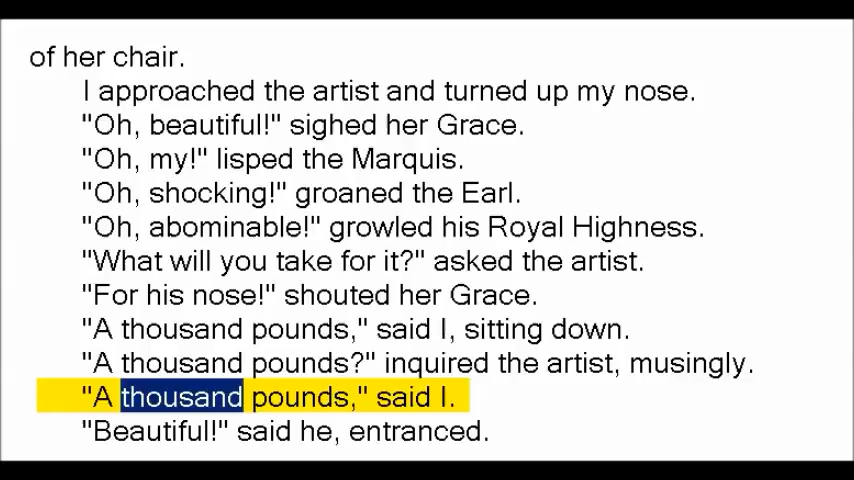 of her chair.
I approached the artist and turned up my nose.
"Oh, beautiful!" sighed her Grace.
"Oh, my!" lisped the Marquis.
"Oh, shocking!" groaned the Earl.
"Oh, abominable!" growled his Royal Highness.
"What will you take for it?" asked the artist.
"For his nose!" shouted her Grace.
"A thousand pounds," said I, sitting down.
"A thousand pounds?" inquired the artist, musingly.
"A thousand pounds," said I.
"Beautiful!" said he, entranced.